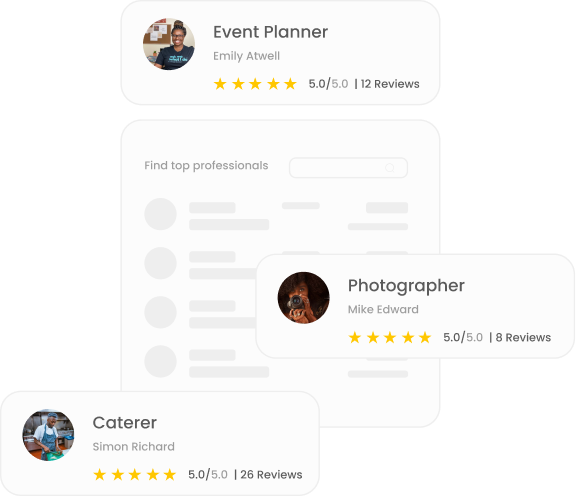 Event Planner
Emily Atwell
5.0/5.0 | 12 Reviews
Find top professionals
Photographer
Mike Edward
5.0/5.0 | 8 Reviews
Caterer
Simon Richard
5.0/5.0 | 26 Reviews